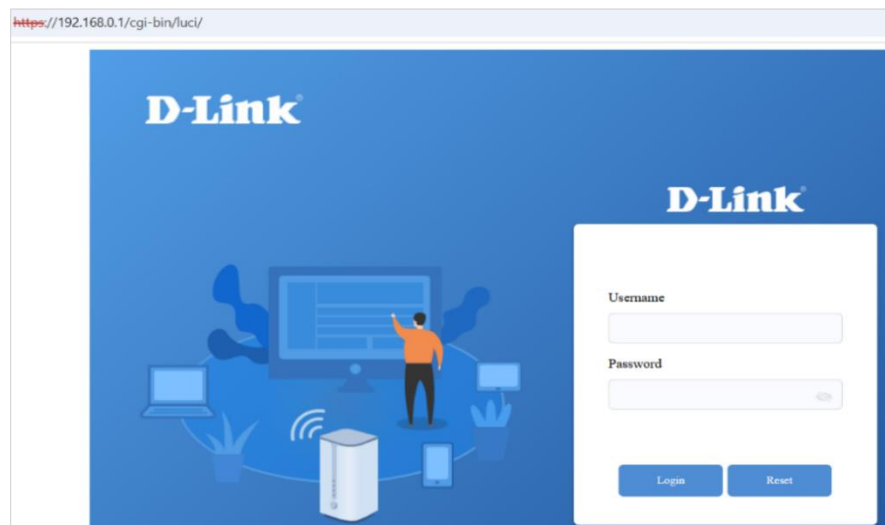 https://192.168.0.1/cgi-bin/luci/
D-Link®
D-Link®
Username
Password
Login
Reset